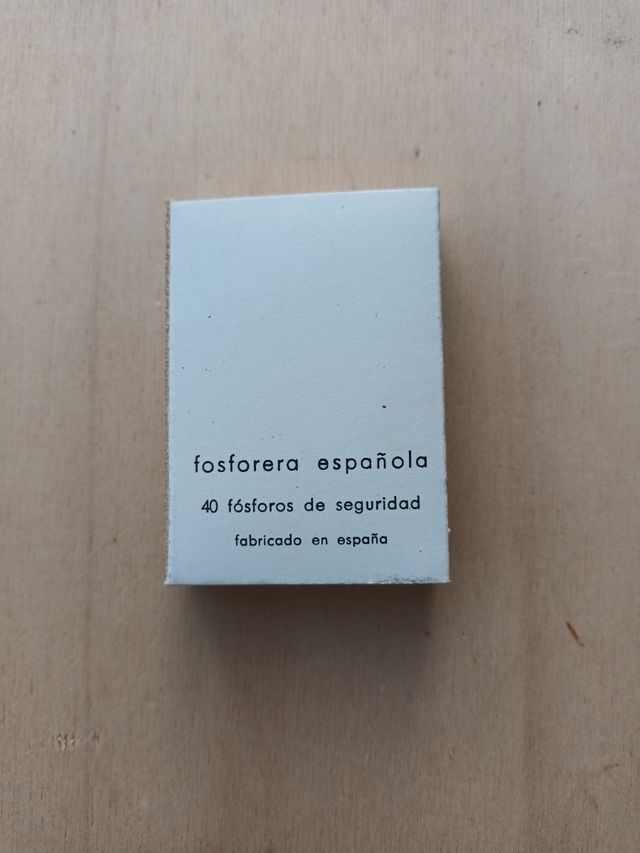 fosforera española
40 fósforos de seguridad
fabricado en españa